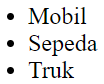 • Mobil
• Sepeda
• Truk